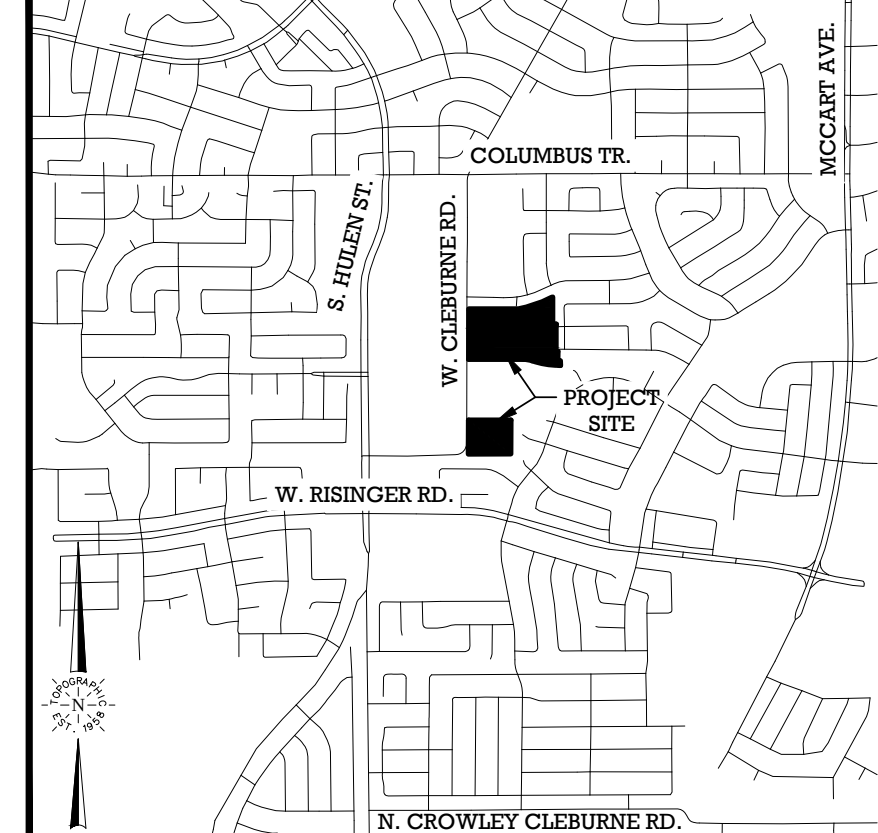 MCCART AVE.
COLUMBUS TR.
S. HULEN ST.
W. CLEBURNE RD.
PROJECT
SITE
W. RISINGER RD.
TOPOGRAPHIC
N
EST. 1958
N. CROWLEY CLEBURNE RD.